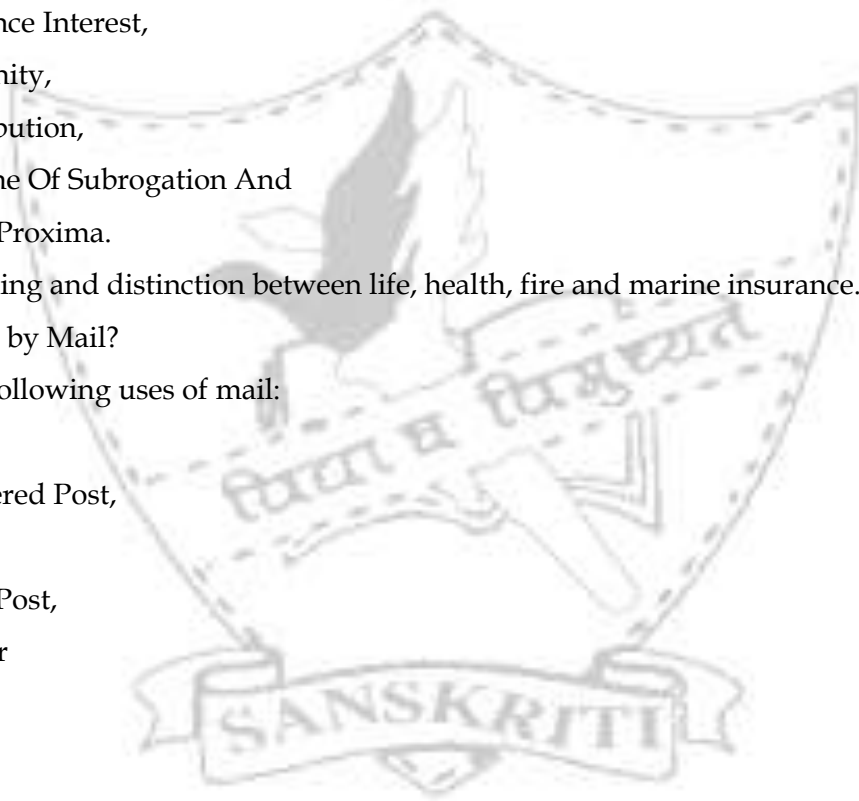 nce Interest,
nity,
bution,
ne Of Subrogation And
Proxima.
ing and distinction between life, health, fire and marine insurance.
by Mail?
ollowing uses of mail:
ered Post,
Post,
r
SANSKRITI